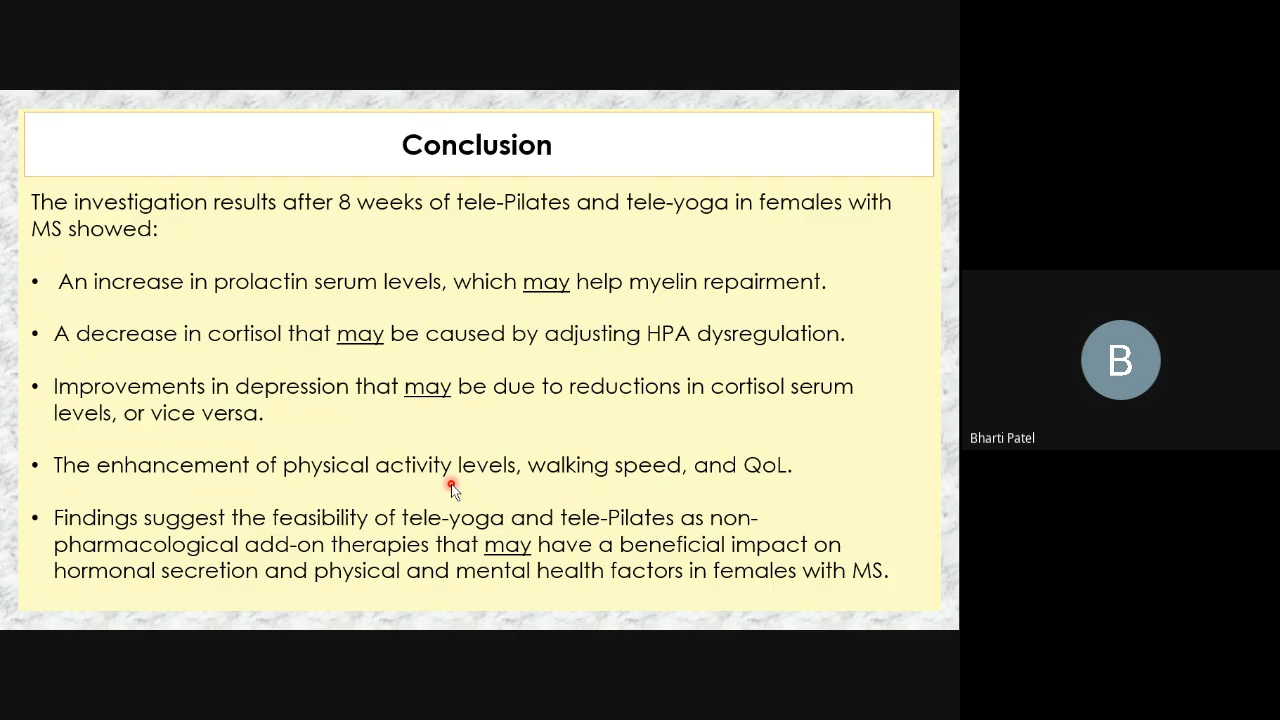 Conclusion
The investigation results after 8 weeks of tele-Pilates and tele-yoga in females with
MS showed:
• An increase in prolactin serum levels, which may help myelin repairment.
• A decrease in cortisol that may be caused by adjusting HPA dysregulation.
• Improvements in depression that may be due to reductions in cortisol serum
levels, or vice versa.
• The enhancement of physical activity levels, walking speed, and QoL.
• Findings suggest the feasibility of tele-yoga and tele-Pilates as non-
pharmacological add-on therapies that may have a beneficial impact on
hormonal secretion and physical and mental health factors in females with MS.
B
Bharti Patel